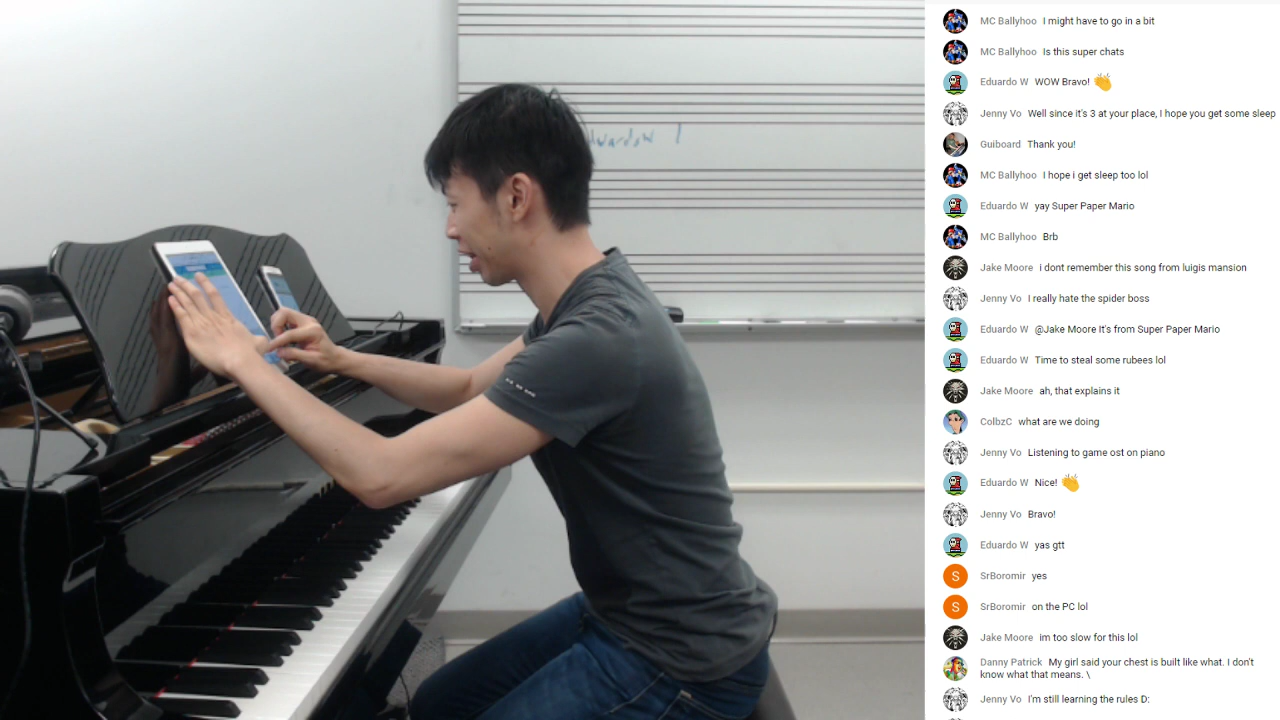 MC Ballyhoo I might have to go in a bit
MC Ballyhoo Is this super chats
Eduardo W WOW Bravo! 👏
Jenny Vo Well since it's 3 at your place, I hope you get some sleep
Guiboard Thank you!
MC Ballyhoo I hope i get sleep too lol
Eduardo W yay Super Paper Mario
MC Ballyhoo Brb
Jake Moore i dont remember this song from luigis mansion
Jenny Vo I really hate the spider boss
Eduardo W @Jake Moore It's from Super Paper Mario
Eduardo W Time to steal some rubees lol
Jake Moore ah, that explains it
ColbzC what are we doing
Jenny Vo Listening to game ost on piano
Eduardo W Nice! 👏
Jenny Vo Bravo!
Eduardo W yas gtt
S SrBoromir yes
S SrBoromir on the PC lol
Jake Moore im too slow for this lol
Danny Patrick My girl said your chest is built like what. I don't
know what that means. \
Jenny Vo I'm still learning the rules D: